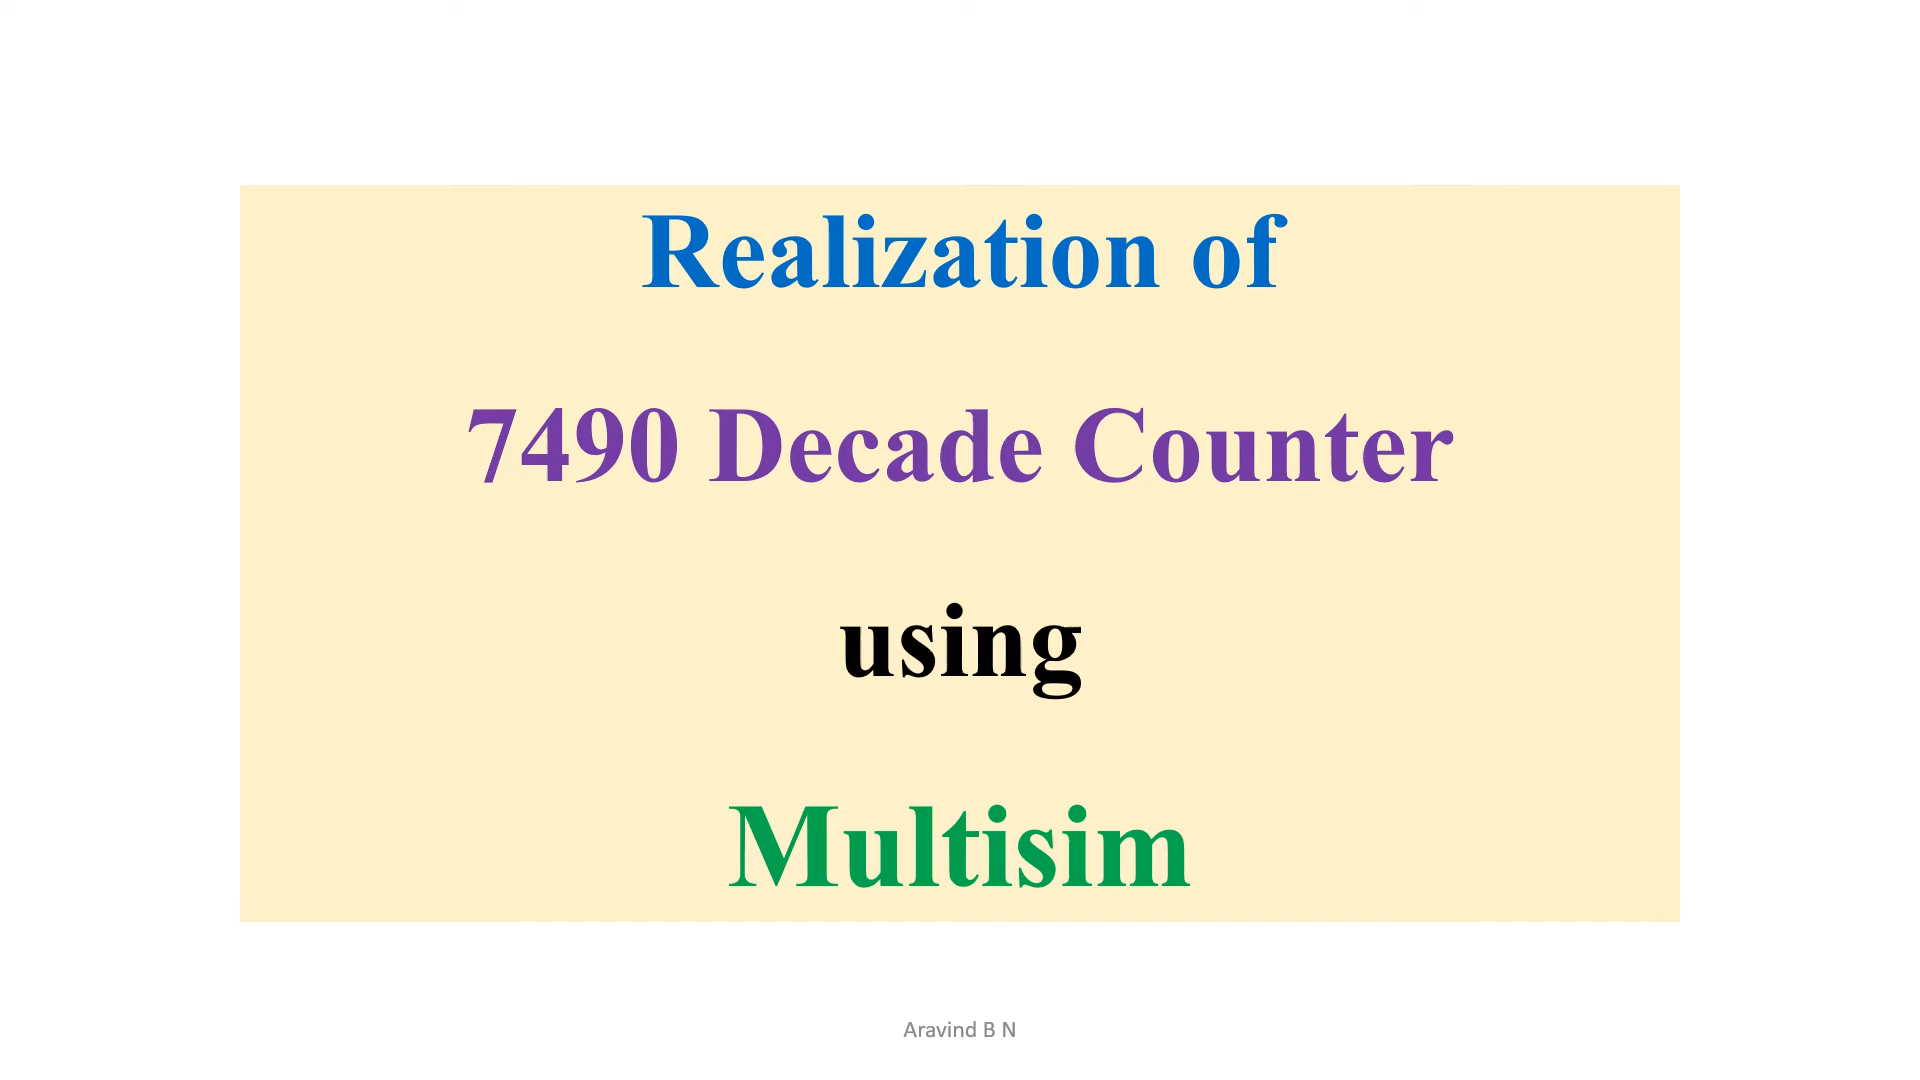 Realization of
7490 Decade Counter
using
Multisim
Aravind B N